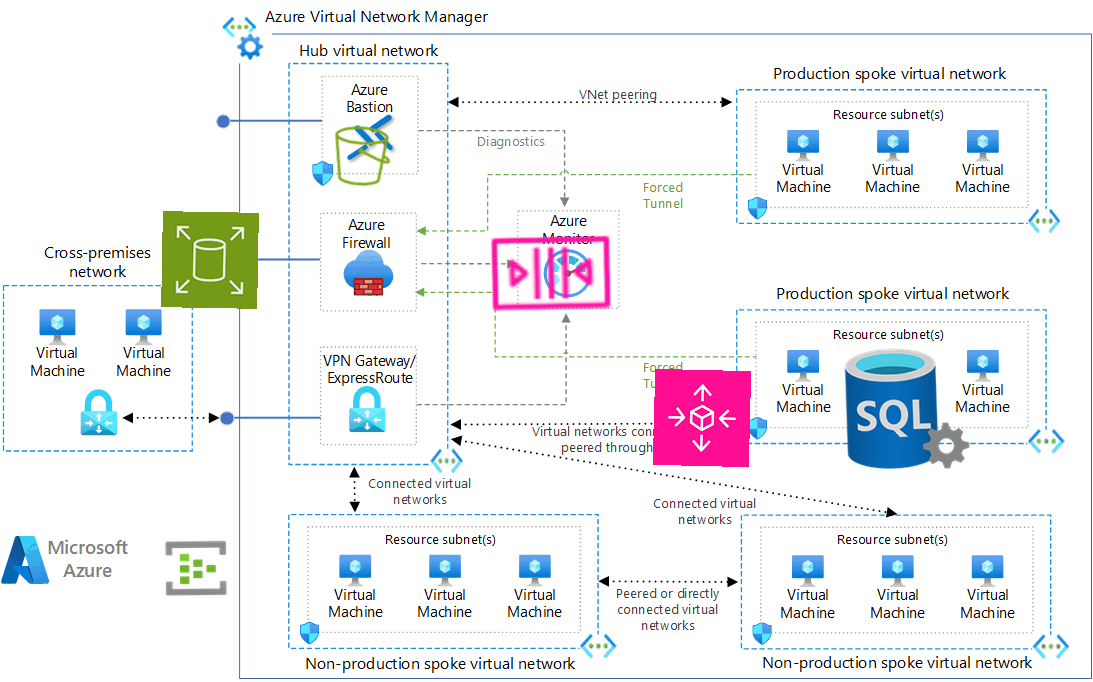 Azure Virtual Network Manager
Hub virtual network
Azure
Bastion
VNet peering
Diagnostics
Production spoke virtual network
Resource subnet(s)
Virtual
Machine
Virtual
Machine
Virtual
Machine
Forced
Tunnel
Azure
Firewall
Azure
Monitor
Cross-premises
network
Virtual
Machine
Virtual
Machine
Production spoke virtual network
Resource subnet(s)
Virtual
Machine
SQL
Virtual
Machine
VPN Gateway/
ExpressRoute
Forced
Virtual networks
peered through
Connected virtual
networks
Connected virtual
networks
Microsoft
Azure
Resource subnet(s)
Virtual
Machine
Virtual
Machine
Virtual
Machine
Non-production spoke virtual network
Peered or directly
connected virtual
networks
Resource subnet(s)
Virtual
Machine
Virtual
Machine
Virtual
Machine
Non-production spoke virtual network